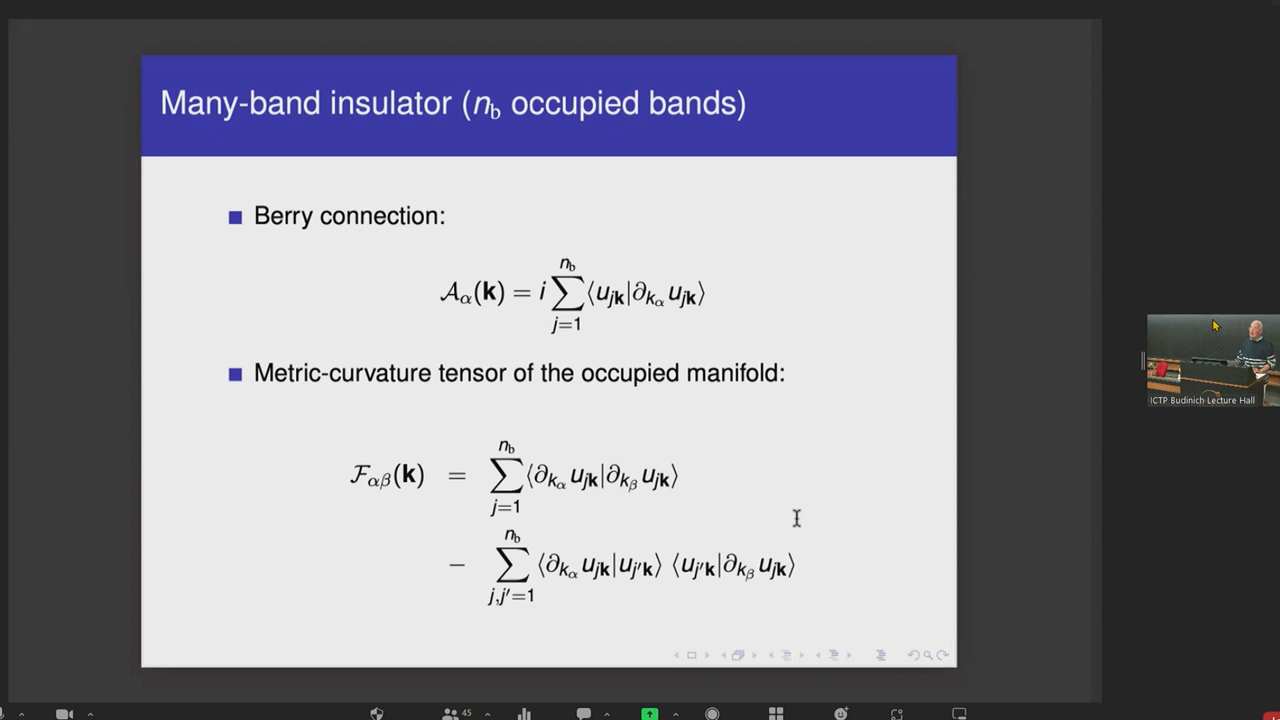 Many-band insulator (n_b occupied bands)
Berry connection:
𝒜_α(𝐤) = i ∑_{j=1}^{n_b} ⟨u_{j𝐤}|∂_{k_α} u_{j𝐤}⟩
Metric-curvature tensor of the occupied manifold:
ℱ_{αβ}(𝐤) = ∑_{j=1}^{n_b} ⟨∂_{k_α} u_{j𝐤}|∂_{k_β} u_{j𝐤}⟩
− ∑_{j,j′=1}^{n_b} ⟨∂_{k_α} u_{j𝐤}|u_{j′𝐤}⟩ ⟨u_{j′𝐤}|∂_{k_β} u_{j𝐤}⟩
ICTP Budinich Lecture Hall
45